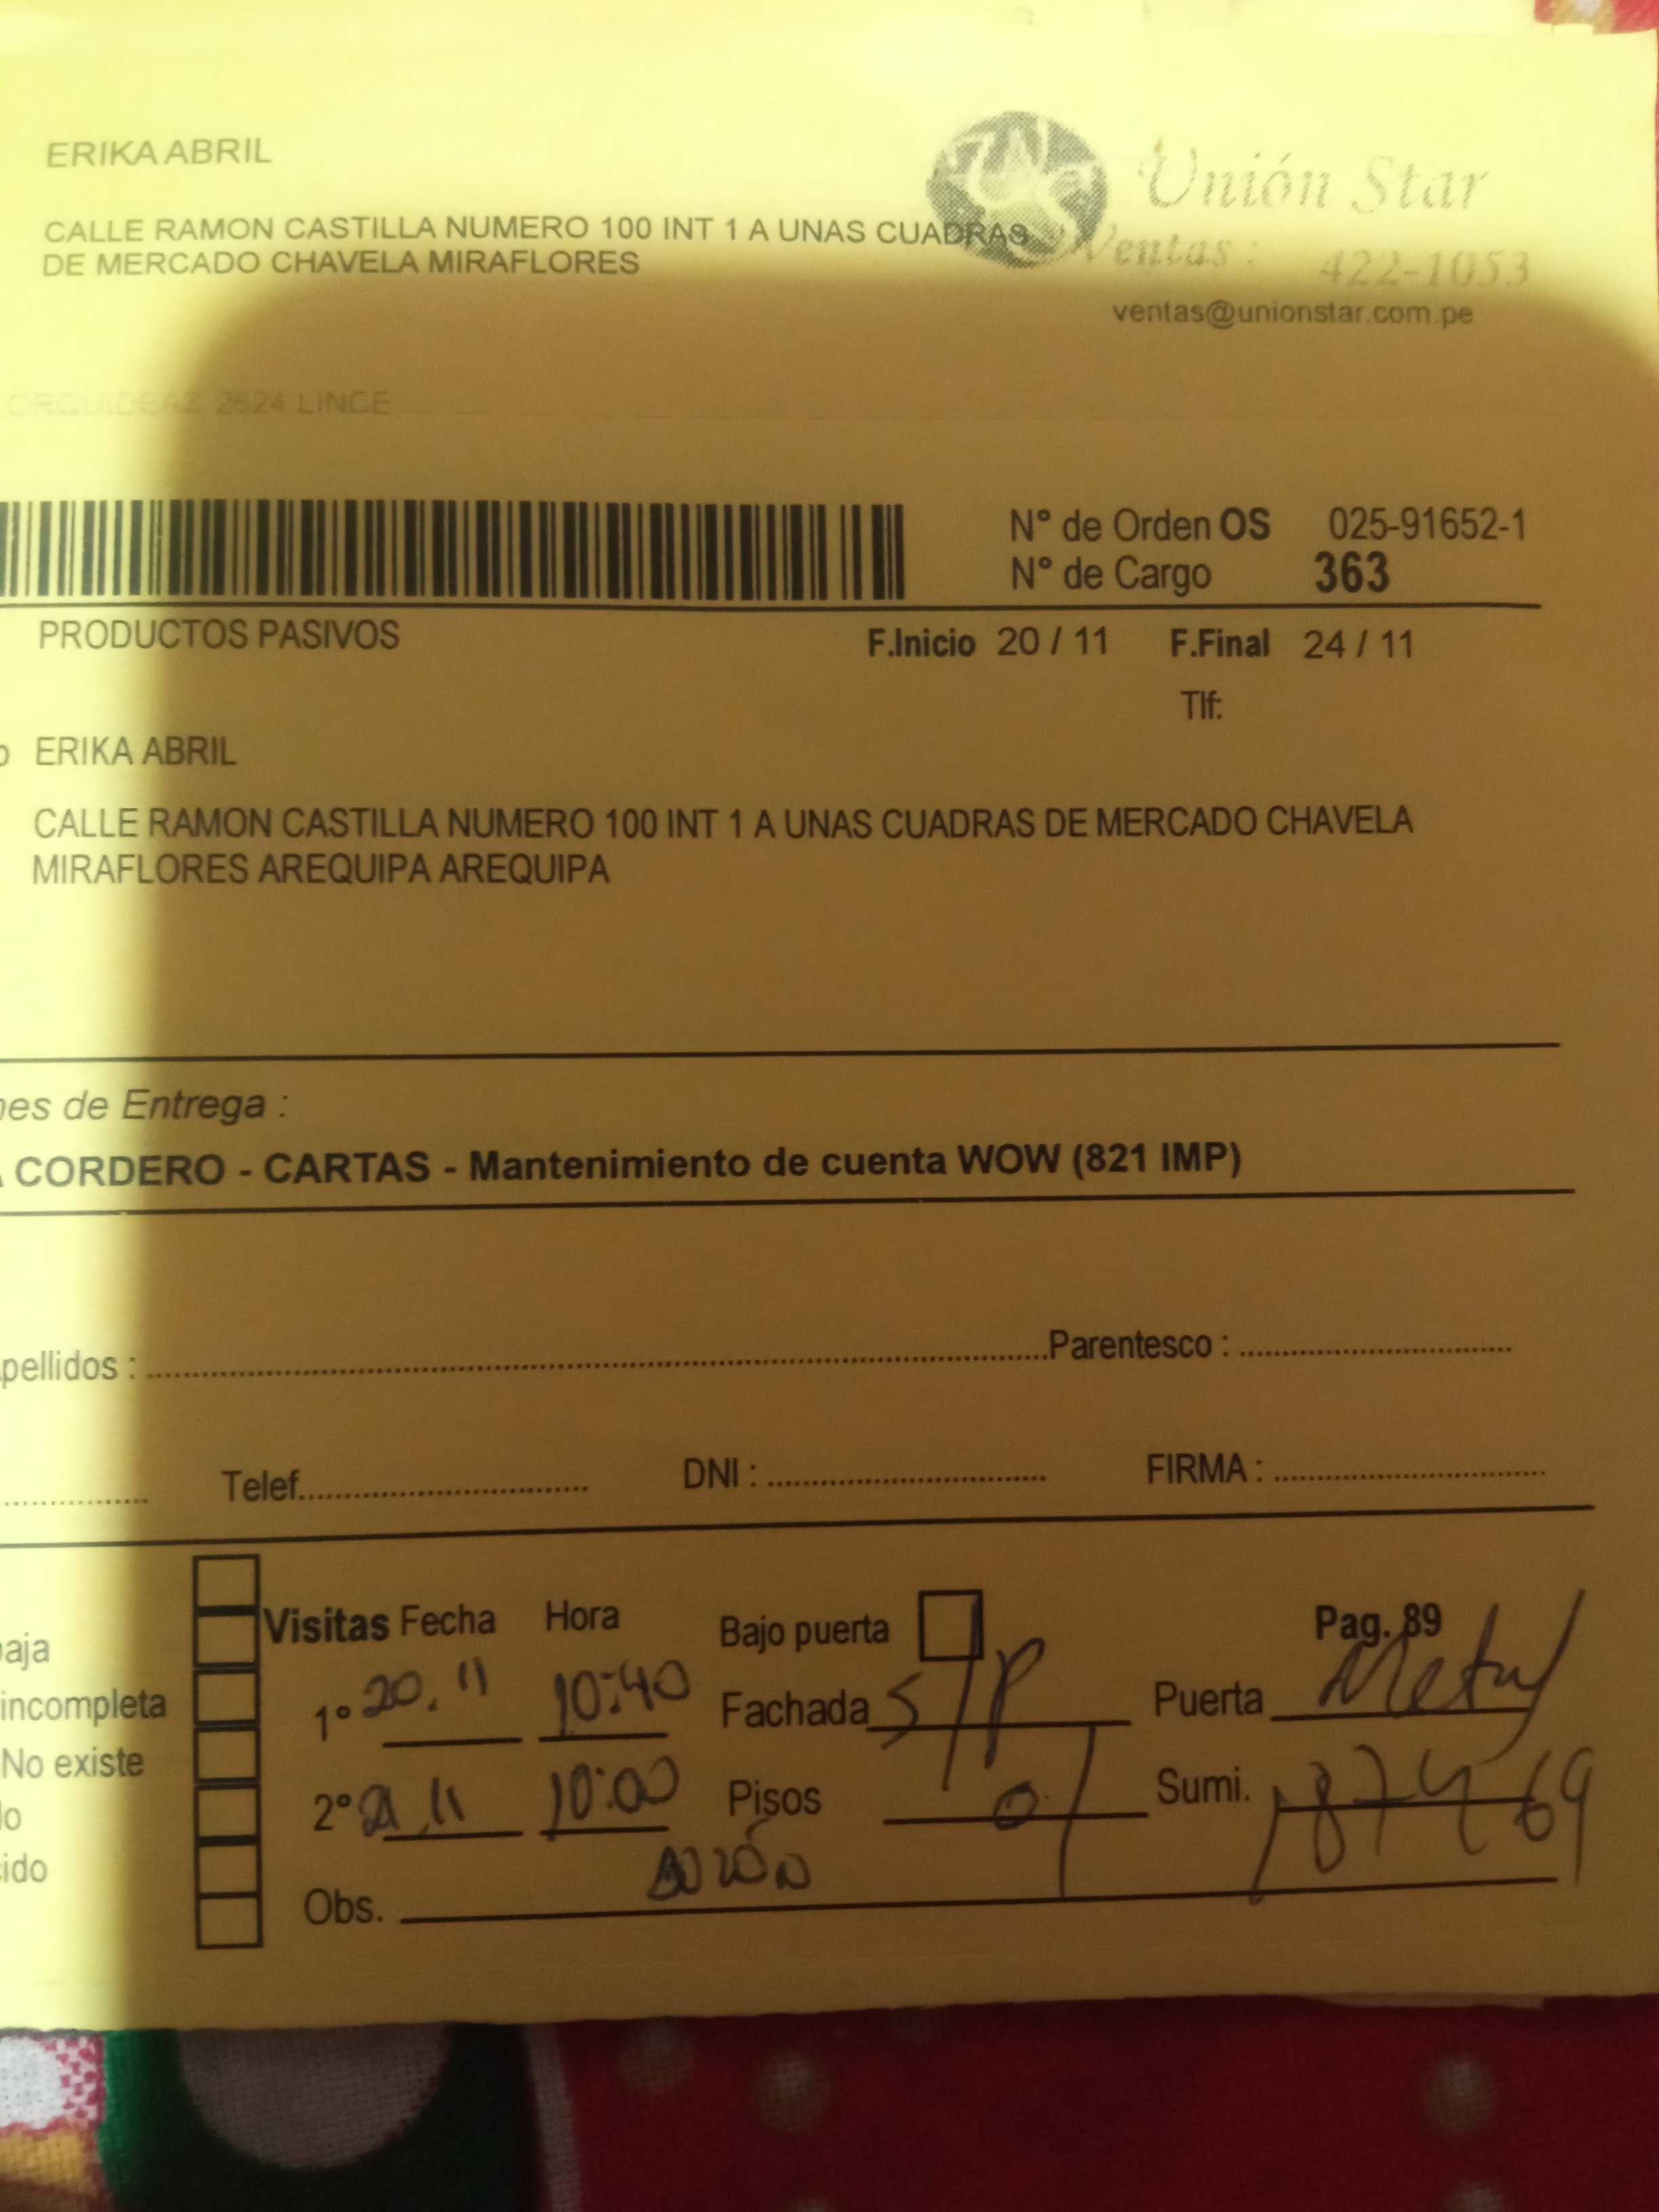 ERIKA ABRIL
Unión Star
CALLE RAMON CASTILLA NUMERO 100 INT 1 A UNAS CUADRAS
DE MERCADO CHAVELA MIRAFLORES
Ventas : 422-1053
ventas@unionstar.com.pe
ORQUIDEAS 2624 LINCE
N° de Orden OS 025-91652-1
N° de Cargo 363
PRODUCTOS PASIVOS F.Inicio 20 / 11 F.Final 24 / 11
Tlf:
o ERIKA ABRIL
CALLE RAMON CASTILLA NUMERO 100 INT 1 A UNAS CUADRAS DE MERCADO CHAVELA
MIRAFLORES AREQUIPA AREQUIPA
nes de Entrega :
CORDERO - CARTAS - Mantenimiento de cuenta WOW (821 IMP)
pellidos : Parentesco :
Telef. DNI : FIRMA :
Visitas Fecha Hora Bajo puerta Pag. 89
aja
incompleta 1° 20.11 10:40 Fachada S/P Puerta Metal
No existe
lo 2° 21.11 10:00 Pisos 01 Sumi. 187469
ido
Obs.